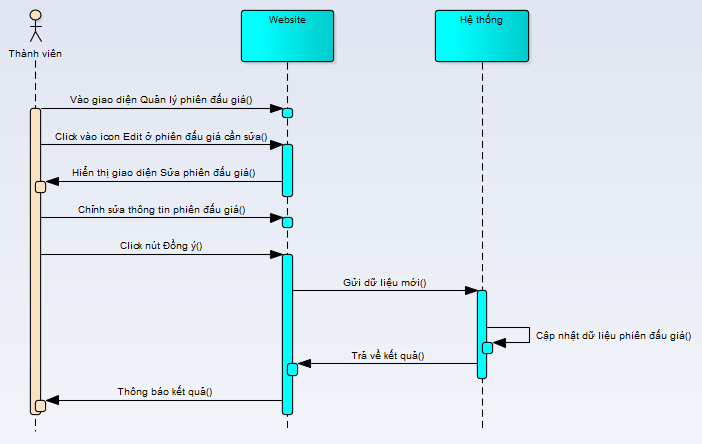 Website
Hệ thống
Thành viên
Vào giao diện Quản lý phiên đấu giá()
Click vào icon Edit ở phiên đấu giá cần sửa()
Hiển thị giao diện Sửa phiên đấu giá()
Chỉnh sửa thông tin phiên đấu giá()
Click nút Đồng ý()
Gửi dữ liệu mới()
Cập nhật dữ liệu phiên đấu giá()
Trả về kết quả()
Thông báo kết quả()